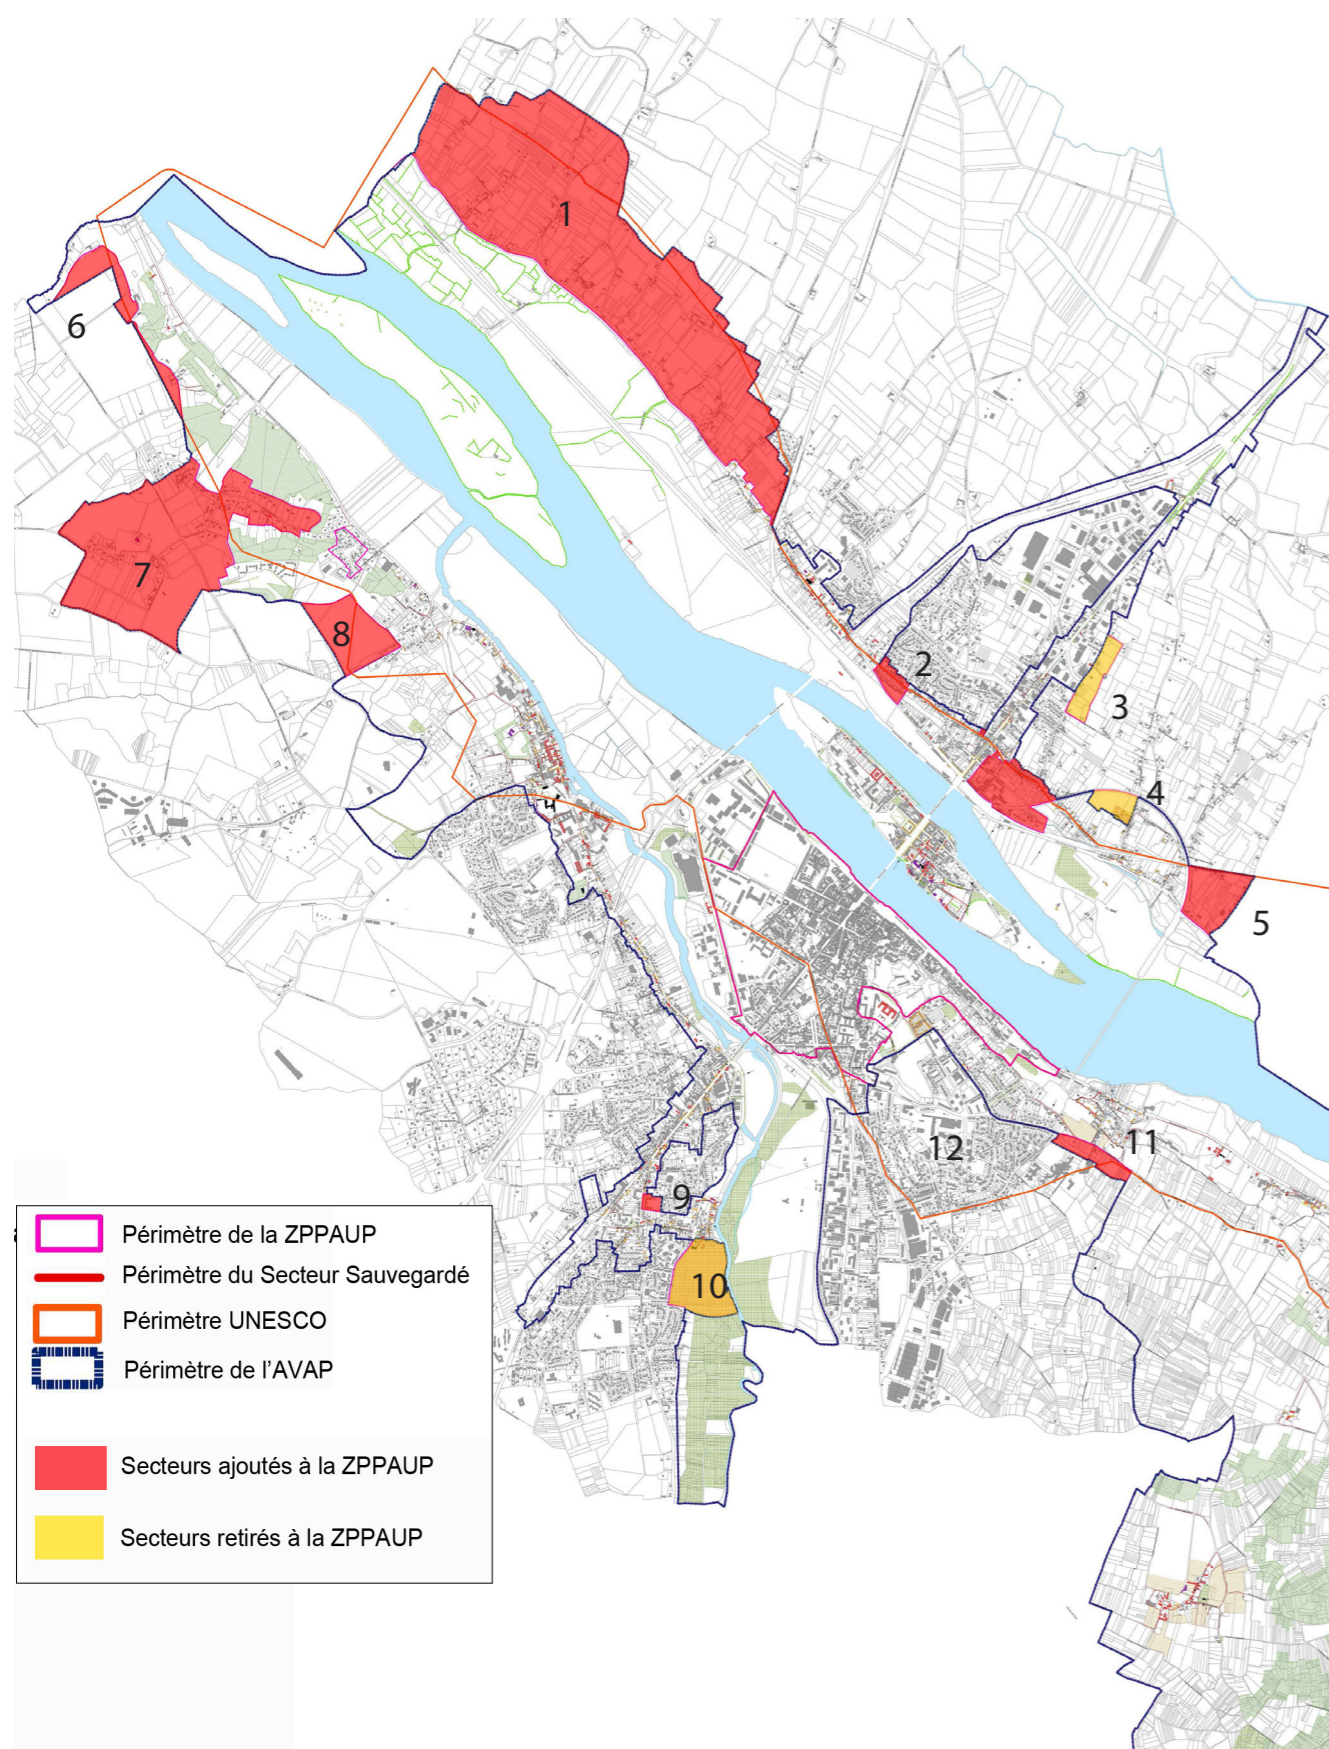 1
6
7
8
2
3
4
5
11
12
9
10
Périmètre de la ZPPAUP
Périmètre du Secteur Sauvegardé
Périmètre UNESCO
Périmètre de l'AVAP
Secteurs ajoutés à la ZPPAUP
Secteurs retirés à la ZPPAUP